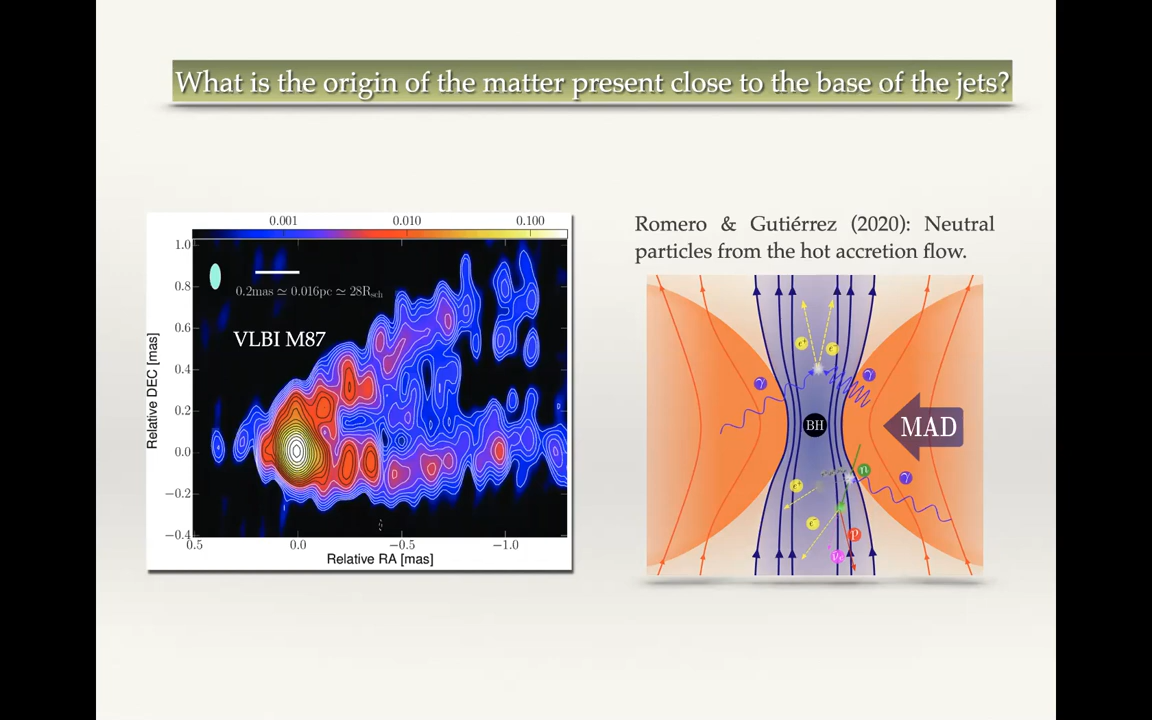 What is the origin of the matter present close to the base of the jets?
0.001 0.010 0.100
1.0
0.8
0.6
0.4
0.2
0.0
−0.2
−0.4
Relative DEC [mas]
0.2mas ≃ 0.016pc ≃ 28R_sch
VLBI M87
0.5 0.0 −0.5 −1.0
Relative RA [mas]
Romero & Gutiérrez (2020): Neutral
particles from the hot accretion flow.
e⁺ e⁻
γ γ
BH
MAD
n
γ
e⁺
e⁻